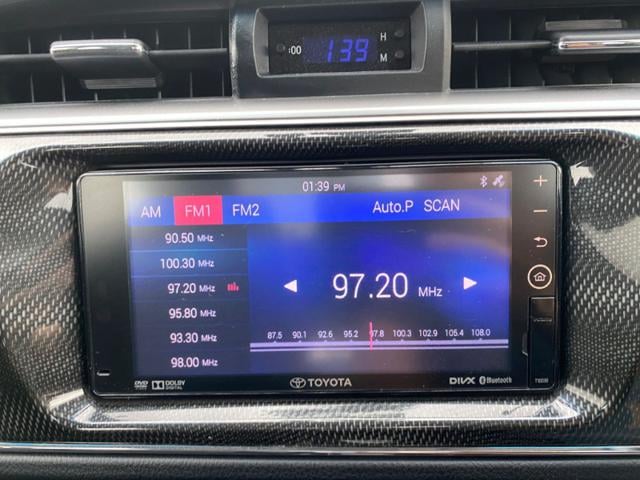 :00 1:39 H
M
01:39 PM
AM FM1 FM2 Auto.P SCAN
90.50 MHz
100.30 MHz
97.20 MHz
95.80 MHz
93.30 MHz
98.00 MHz
97.20 MHz
87.5 90.1 92.6 95.2 97.8 100.3 102.9 105.4 108.0
DVD DOLBY DIGITAL TOYOTA DIVX Bluetooth